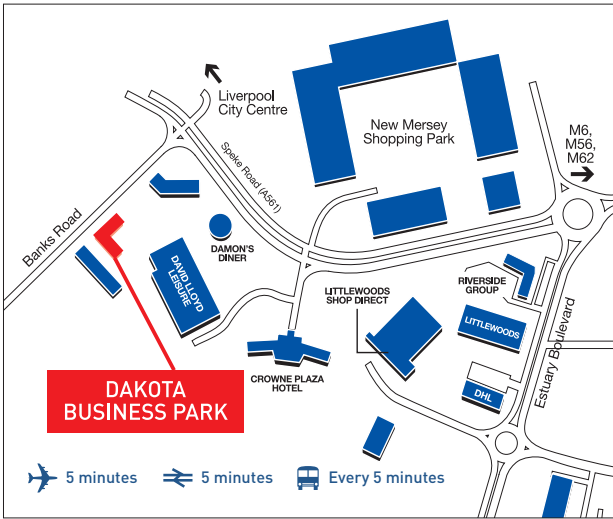 Liverpool
City Centre
New Mersey
Shopping Park
M6,
M56,
M62
Speke Road (A561)
Banks Road
DAMON'S
DINER
DAVID LLOYD
LEISURE
LITTLEWOODS
SHOP DIRECT
RIVERSIDE
GROUP
LITTLEWOODS
Estuary Boulevard
CROWNE PLAZA
HOTEL
DHL
DAKOTA
BUSINESS PARK
5 minutes
5 minutes
Every 5 minutes